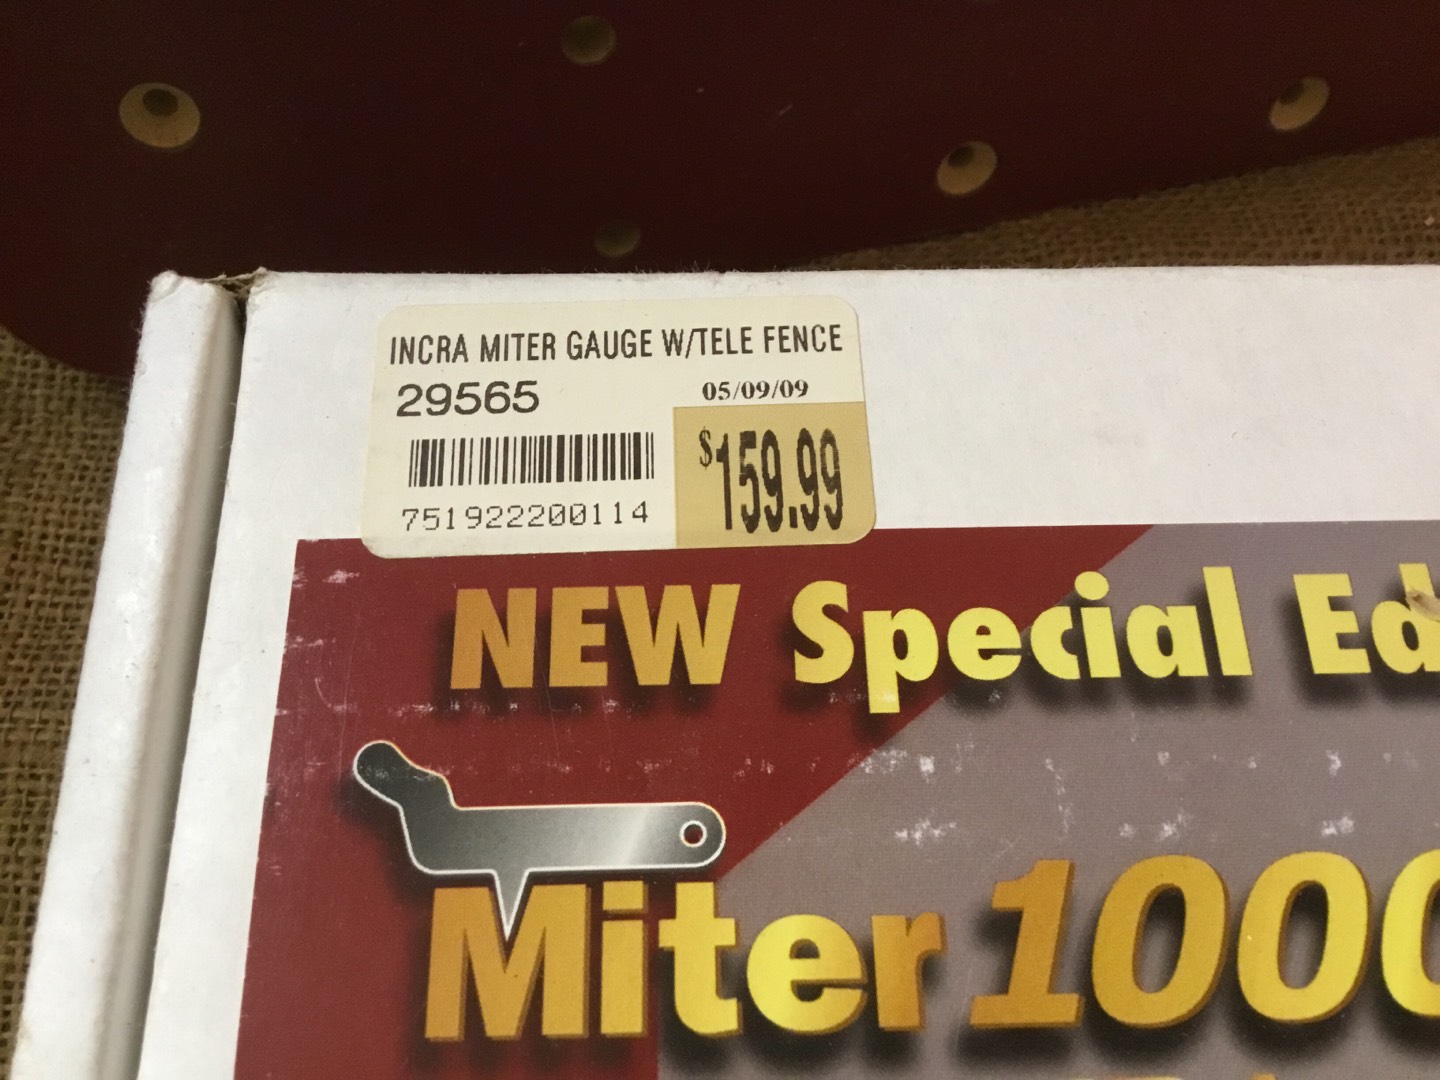 INCRA MITER GAUGE W/TELE FENCE
29565 05/09/09
$159.99
751922200114
NEW Special Ed
Miter 1000